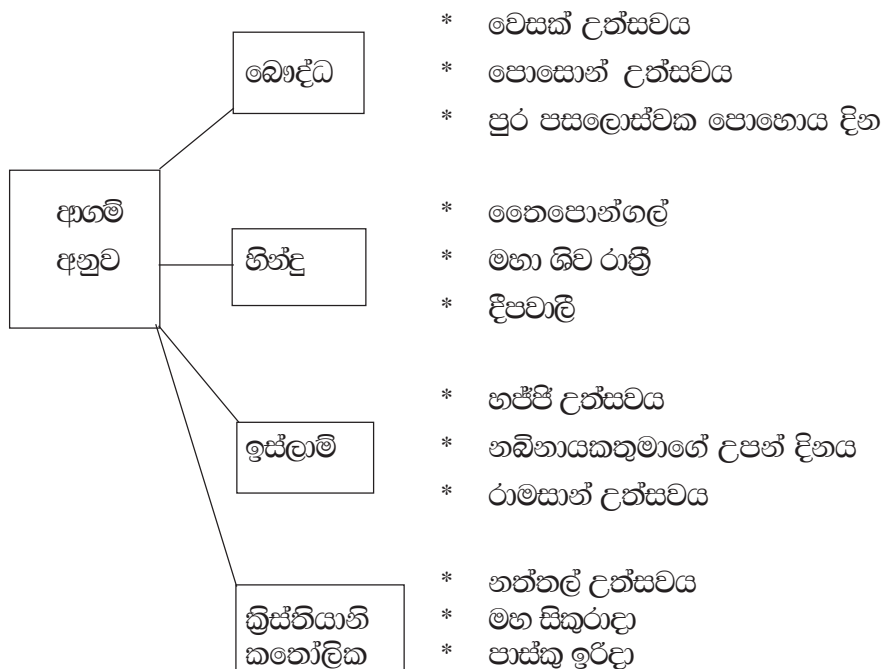 ආගම්
අනුව
බෞද්ධ
* වෙසක් උත්සවය
* පොසොන් උත්සවය
* පුර පසලොස්වක පොහොය දින
හින්දු
* තෛපොන්ගල්
* මහා ශිව රාත්‍රී
* දීපවාලී
ඉස්ලාම්
* හජ්ජි උත්සවය
* නබිනායකතුමාගේ උපන් දිනය
* රාමසාන් උත්සවය
ක්‍රිස්තියානි
කතෝලික
* නත්තල් උත්සවය
* මහ සිකුරාදා
* පාස්කු ඉරිදා